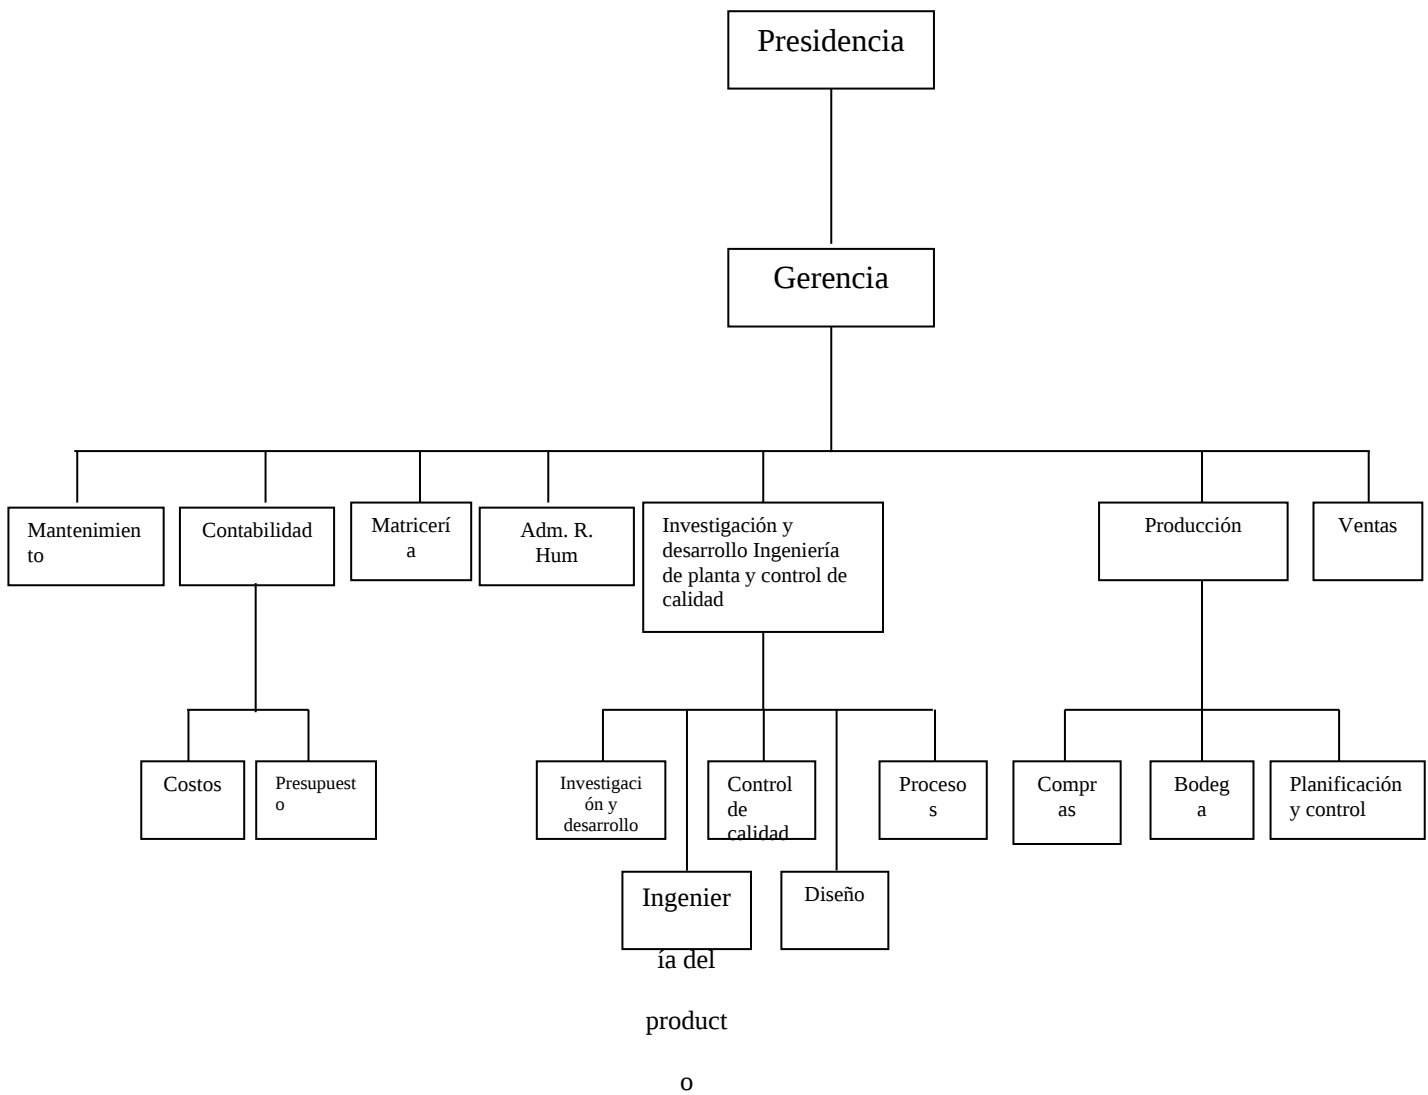 Presidencia
Gerencia
Mantenimien
to
Contabilidad
Matricerí
a
Adm. R.
Hum
Investigación y
desarrollo Ingeniería
de planta y control de
calidad
Producción
Ventas
Costos
Presupuest
o
Investigaci
ón y
desarrollo
Control
de
calidad
Proceso
s
Compr
as
Bodeg
a
Planificación
y control
Ingenier
ía del
product
o
Diseño